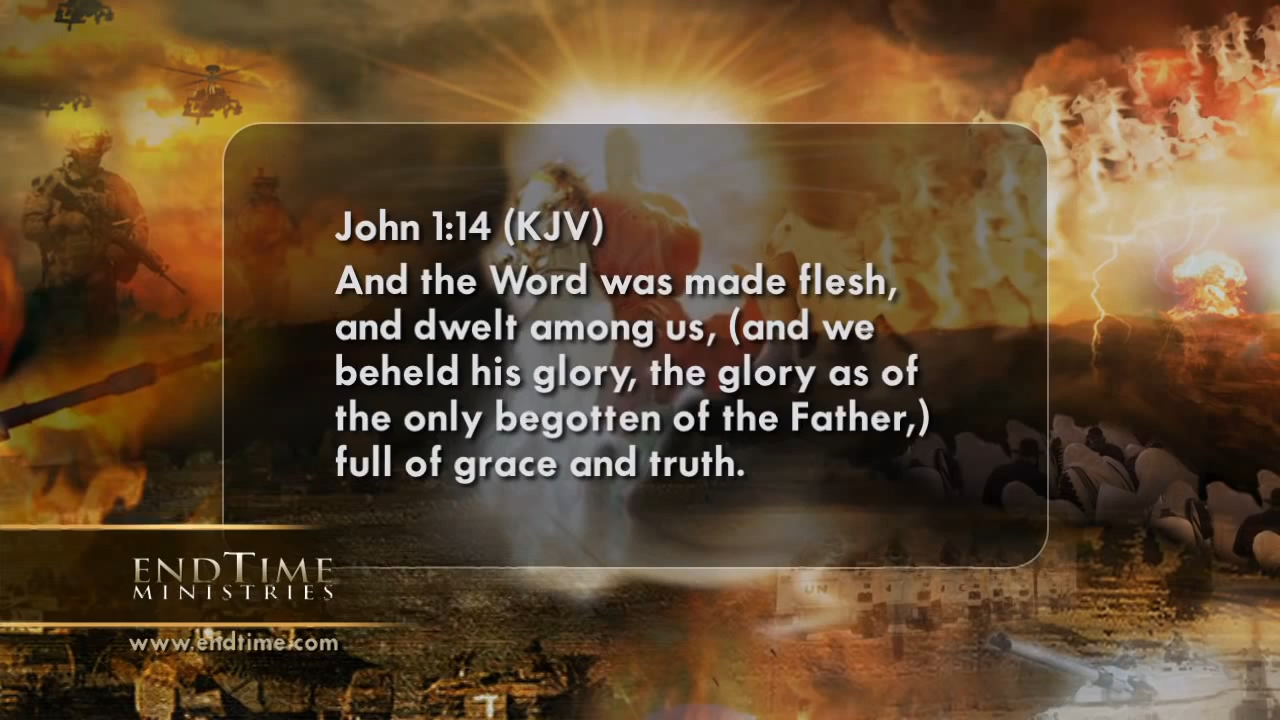 John 1:14 (KJV)
And the Word was made flesh,
and dwelt among us, (and we
beheld his glory, the glory as of
the only begotten of the Father,)
full of grace and truth.
ENDTIME
MINISTRIES
www.endtime.com
UN